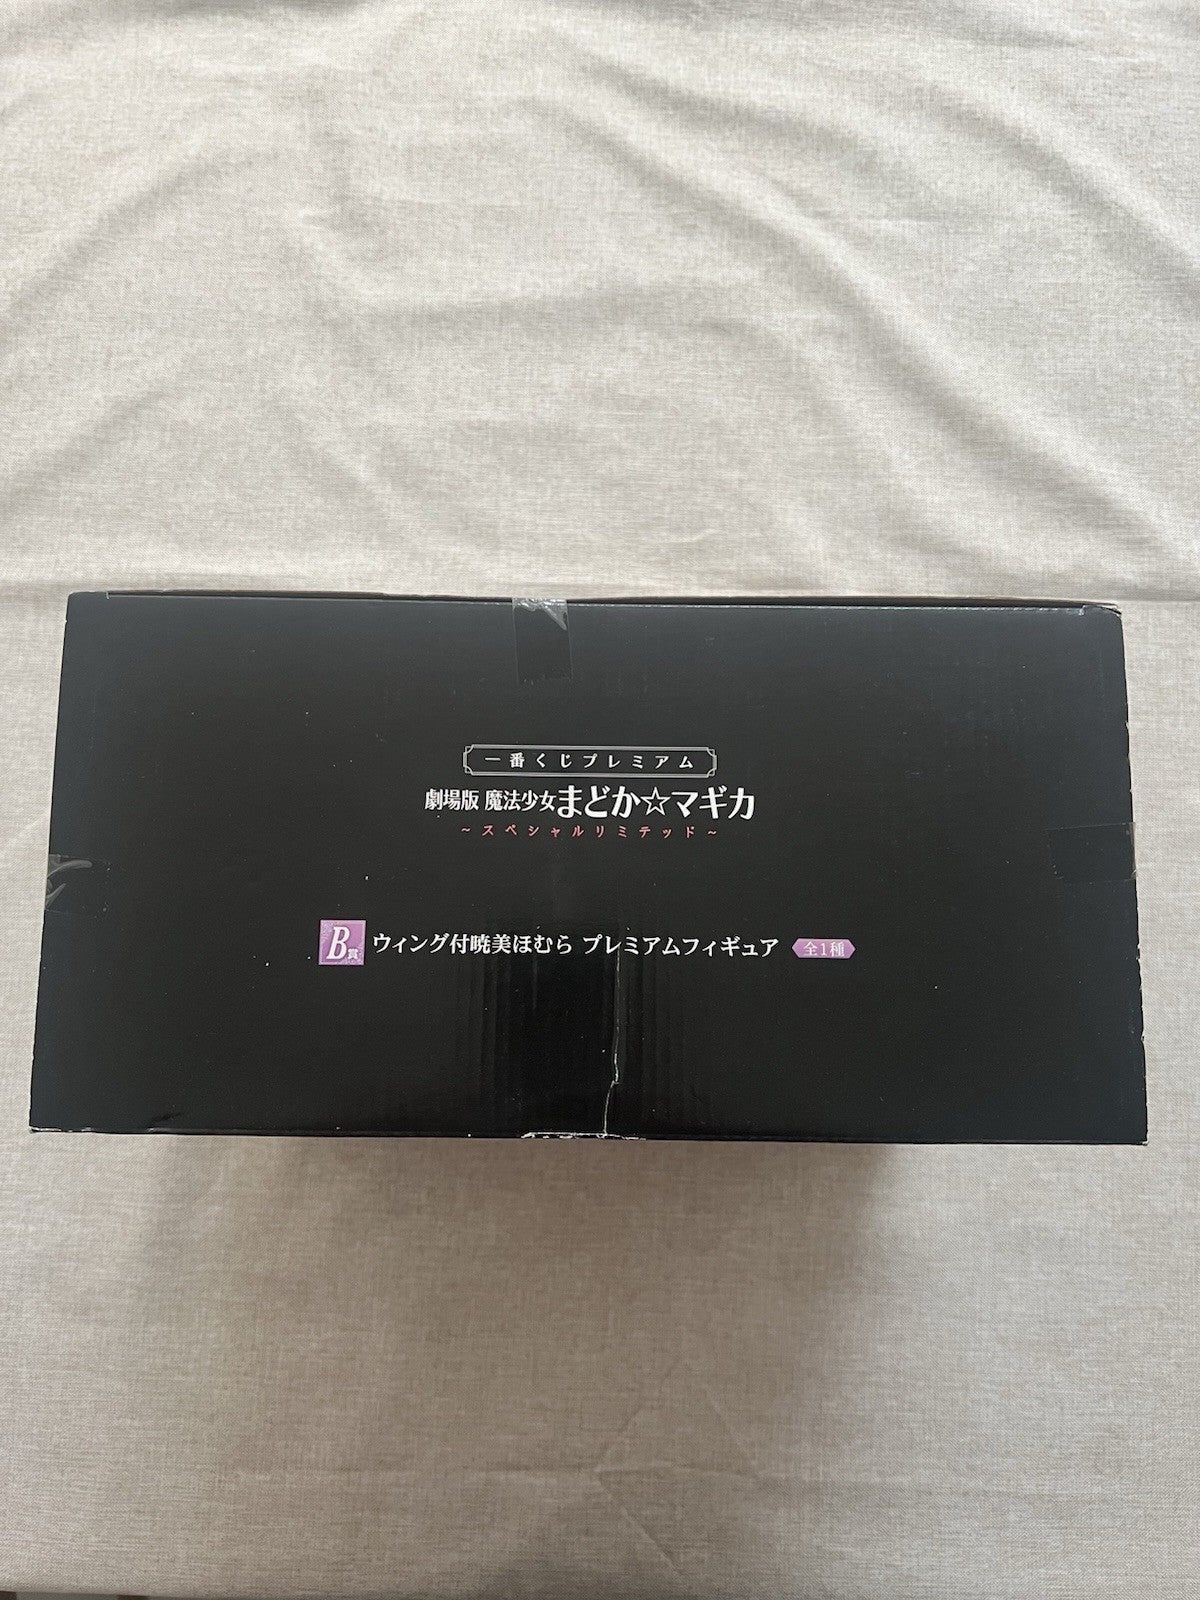 一番くじプレミアム
劇場版 魔法少女まどか☆マギカ
～スペシャルリミテッド～
B賞 ウィング付暁美ほむら プレミアムフィギュア 全1種